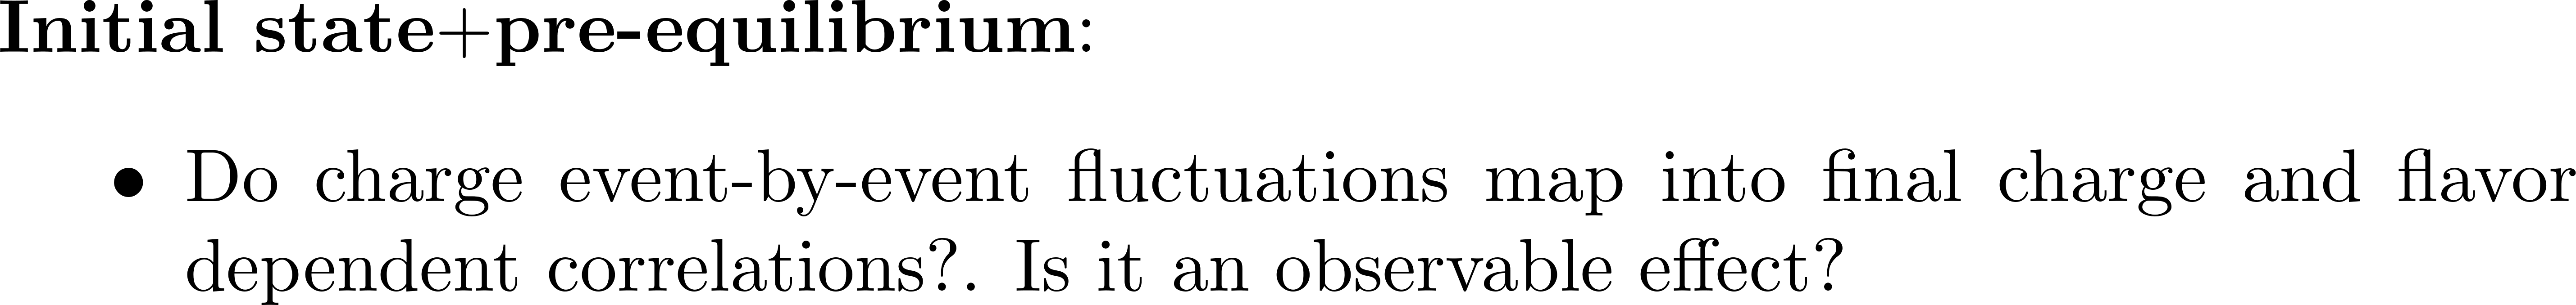 Initial state+pre-equilibrium:
• Do charge event-by-event fluctuations map into final charge and flavor
dependent correlations?. Is it an observable effect?